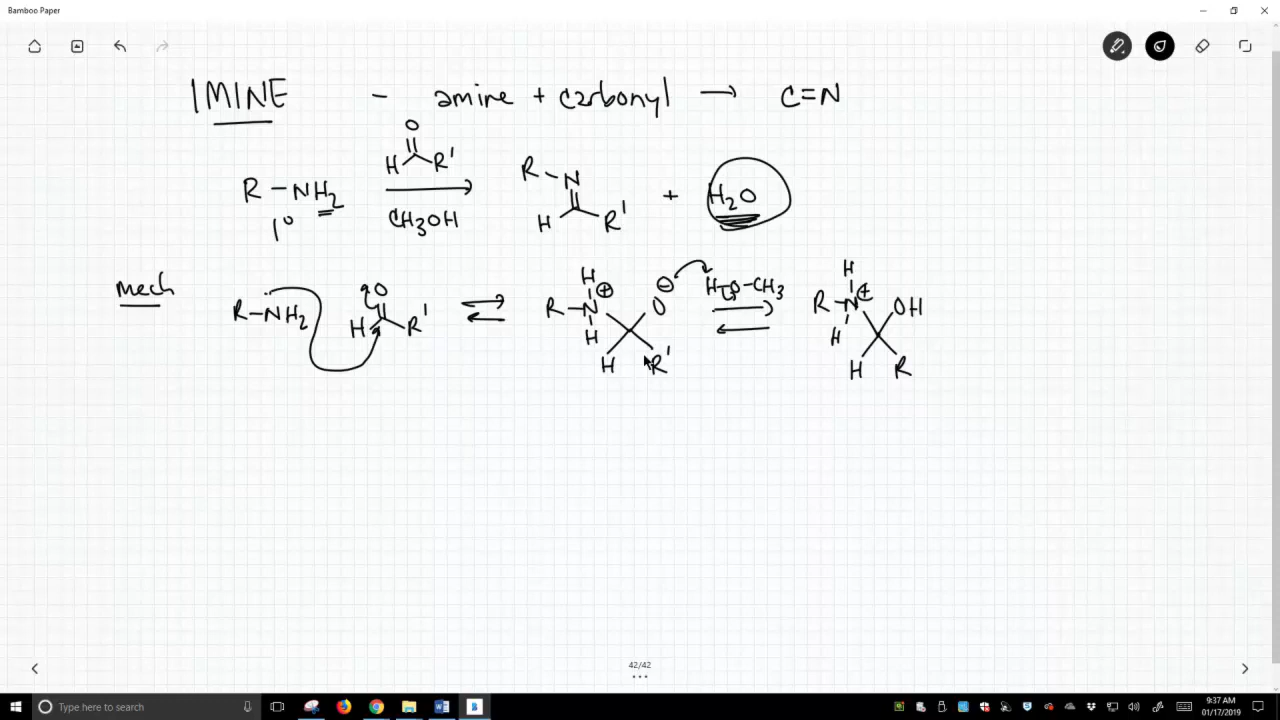 Bamboo Paper
IMINE - amine + carbonyl → C=N
O
H R'
R-NH2 → R-N + H2O
1° CH3OH H R'
Mech
R-NH2 O H R' ⇌ R-N H H ⊕ O ⊖ H R' H-O-CH3 ⇌ R-N H H ⊕ OH H R
42/42
Type here to search
9:37 AM
01/17/2019